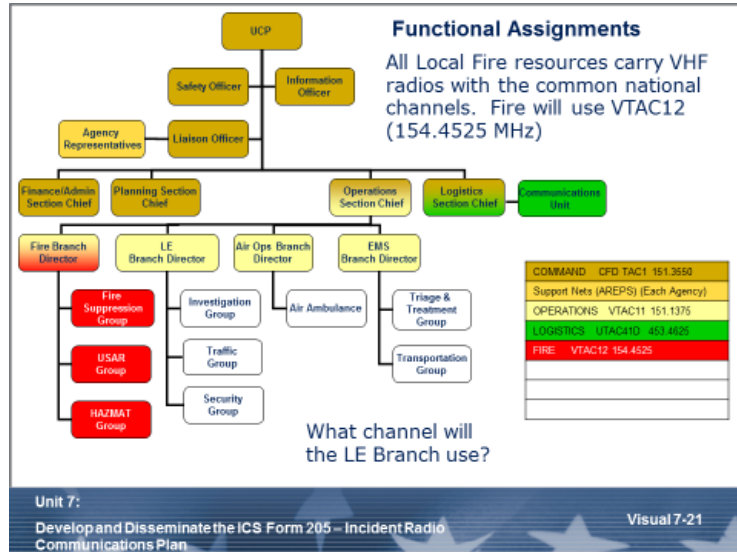 UCP
Functional Assignments
All Local Fire resources carry VHF
radios with the common national
channels. Fire will use VTAC12
(154.4525 MHz)
Safety Officer
Information
Officer
Agency
Representatives
Liaison Officer
Finance/Admin
Section Chief
Planning Section
Chief
Operations
Section Chief
Logistics
Section Chief
Communications
Unit
Fire Branch
Director
LE
Branch Director
Air Ops Branch
Director
EMS
Branch Director
Fire
Suppression
Group
USAR
Group
HAZMAT
Group
Investigation
Group
Traffic
Group
Security
Group
Air Ambulance
Triage &
Treatment
Group
Transportation
Group
COMMAND CFD TAC1 151.3550
Support Nets (AREPS) (Each Agency)
OPERATIONS VTAC11 151.1375
LOGISTICS UTAC41D 453.4625
FIRE VTAC12 154.4525
What channel will
the LE Branch use?
Unit 7:
Develop and Disseminate the ICS Form 205 – Incident Radio
Communications Plan
Visual 7-21